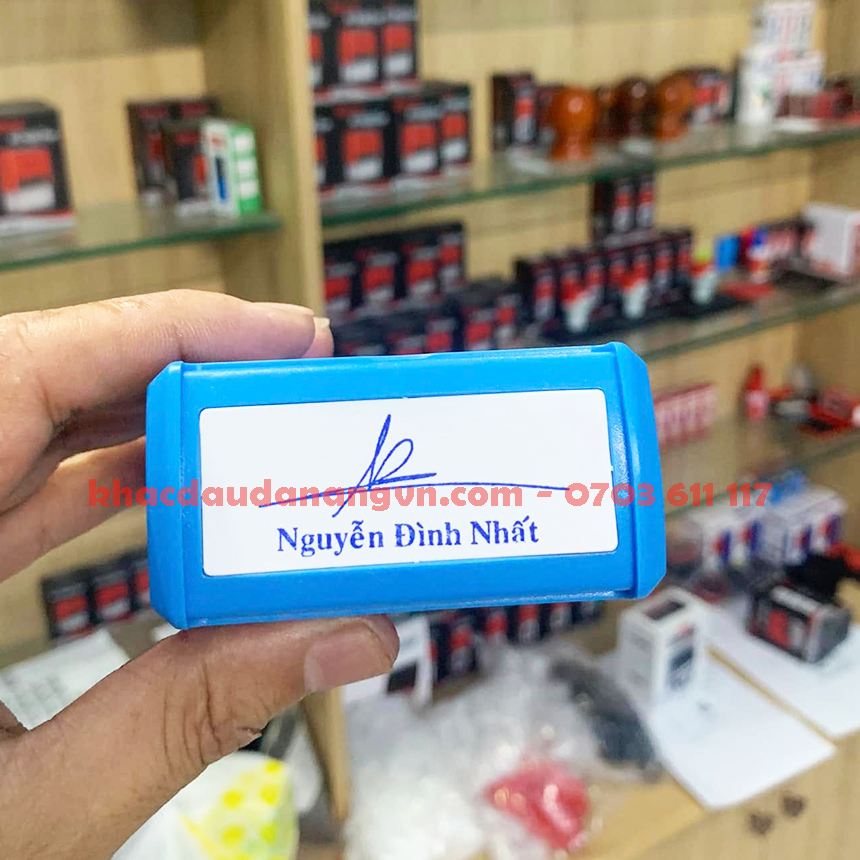 khacdaudanangvn.com - 0703 611 117
Nguyễn Đình Nhất